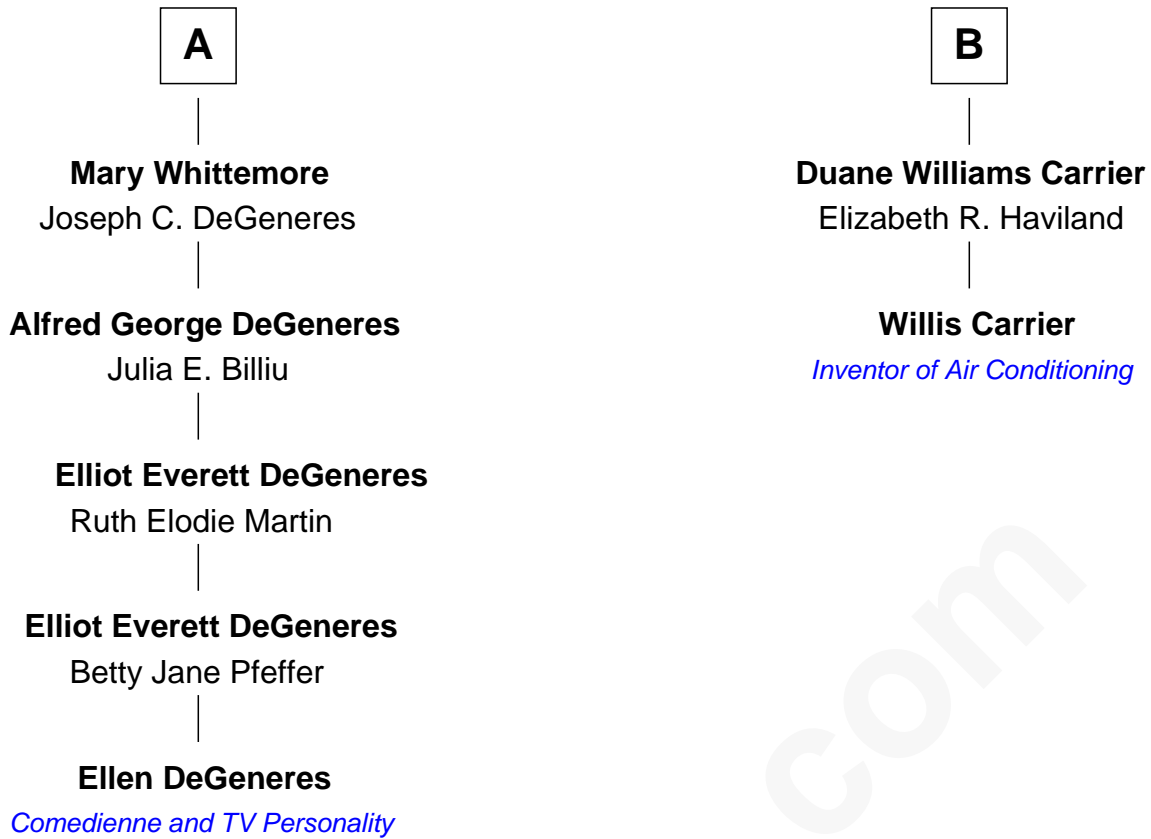 A
Mary Whittemore
Joseph C. DeGeneres
Alfred George DeGeneres
Julia E. Billiu
Elliot Everett DeGeneres
Ruth Elodie Martin
Elliot Everett DeGeneres
Betty Jane Pfeffer
Ellen DeGeneres
Comedienne and TV Personality
B
Duane Williams Carrier
Elizabeth R. Haviland
Willis Carrier
Inventor of Air Conditioning
com